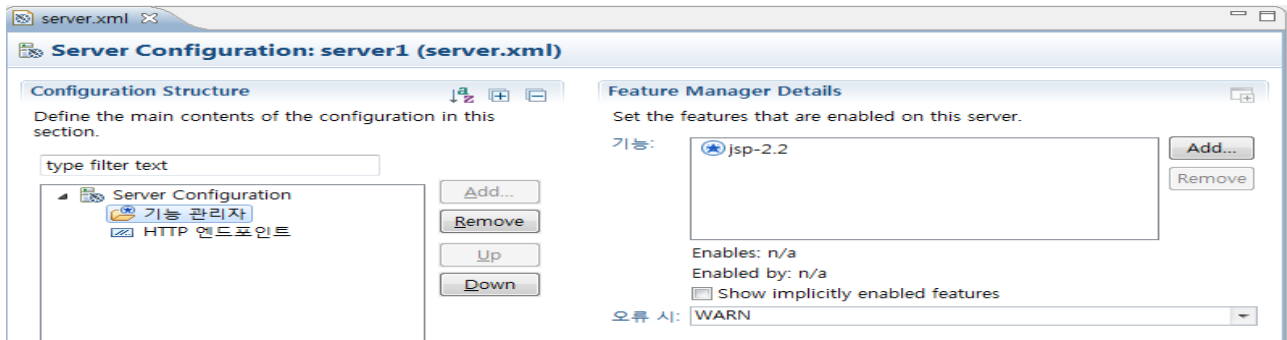 server.xml
Server Configuration: server1 (server.xml)
Configuration Structure
Define the main contents of the configuration in this
section.
type filter text
Server Configuration
기능 관리자
HTTP 엔드포인트
Add...
Remove
Up
Down
Feature Manager Details
Set the features that are enabled on this server.
기능:
jsp-2.2
Add...
Remove
Enables: n/a
Enabled by: n/a
Show implicitly enabled features
오류 시: WARN